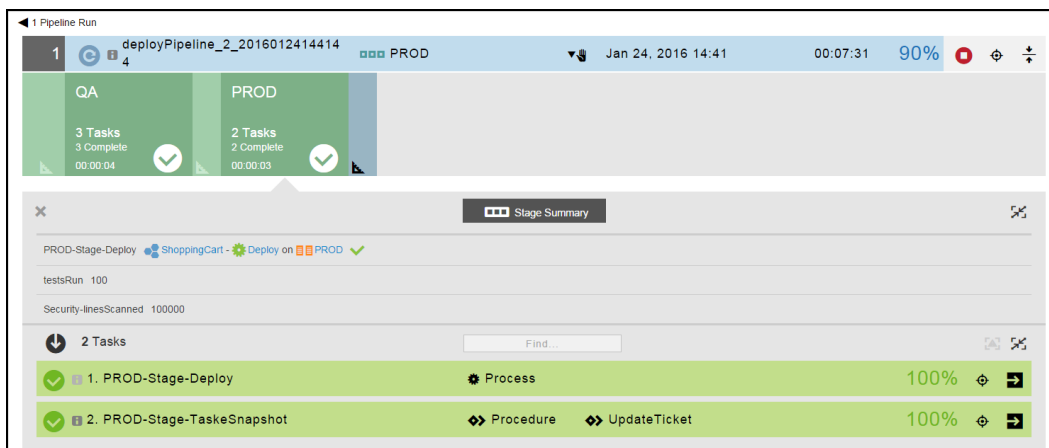 1 Pipeline Run
1 deployPipeline_2_2016012414414
4 PROD Jan 24, 2016 14:41 00:07:31 90%
QA PROD
3 Tasks 2 Tasks
3 Complete 2 Complete
00:00:04 00:00:03
Stage Summary
PROD-Stage-Deploy ShoppingCart - Deploy on PROD
testsRun 100
Security-linesScanned 100000
2 Tasks Find...
1. PROD-Stage-Deploy Process 100%
2. PROD-Stage-TaskeSnapshot Procedure UpdateTicket 100%